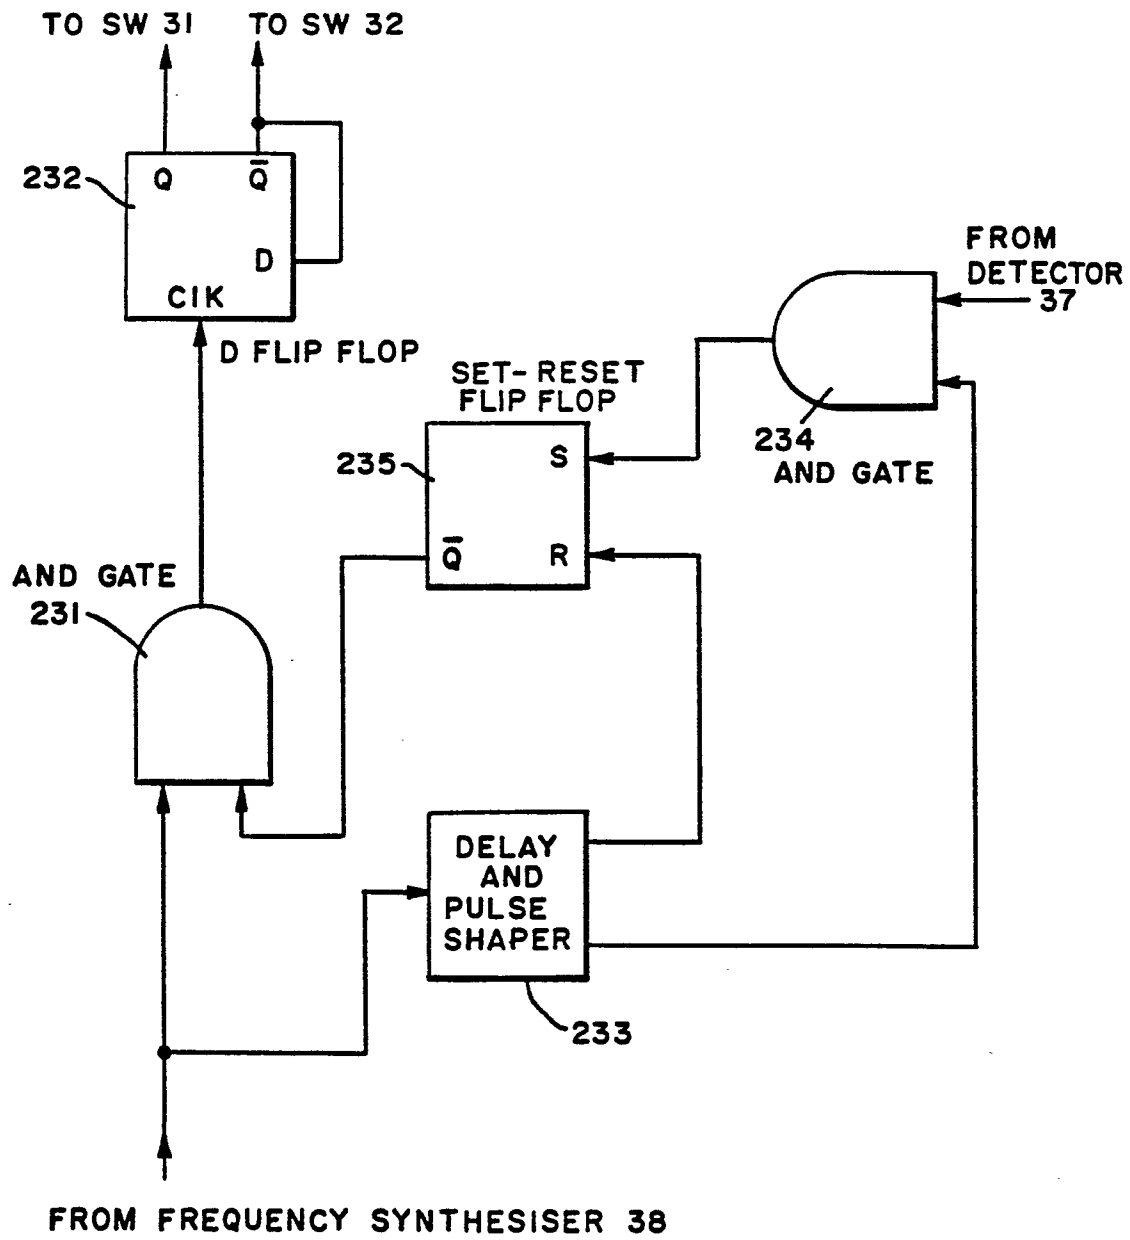 TO SW 31 TO SW 32
232
Q Q̅
D
CIK
D FLIP FLOP
FROM
DETECTOR
37
234
AND GATE
SET-RESET
FLIP FLOP
235
S
Q̅ R
AND GATE
231
DELAY
AND
PULSE
SHAPER
233
FROM FREQUENCY SYNTHESISER 38